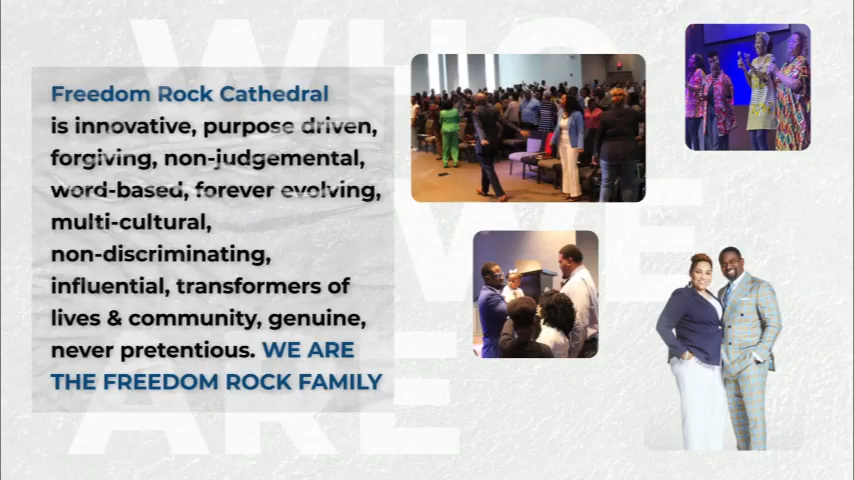 WHO
WE
ARE
Freedom Rock Cathedral
is innovative, purpose driven,
forgiving, non-judgemental,
word-based, forever evolving,
multi-cultural,
non-discriminating,
influential, transformers of
lives & community, genuine,
never pretentious. WE ARE
THE FREEDOM ROCK FAMILY